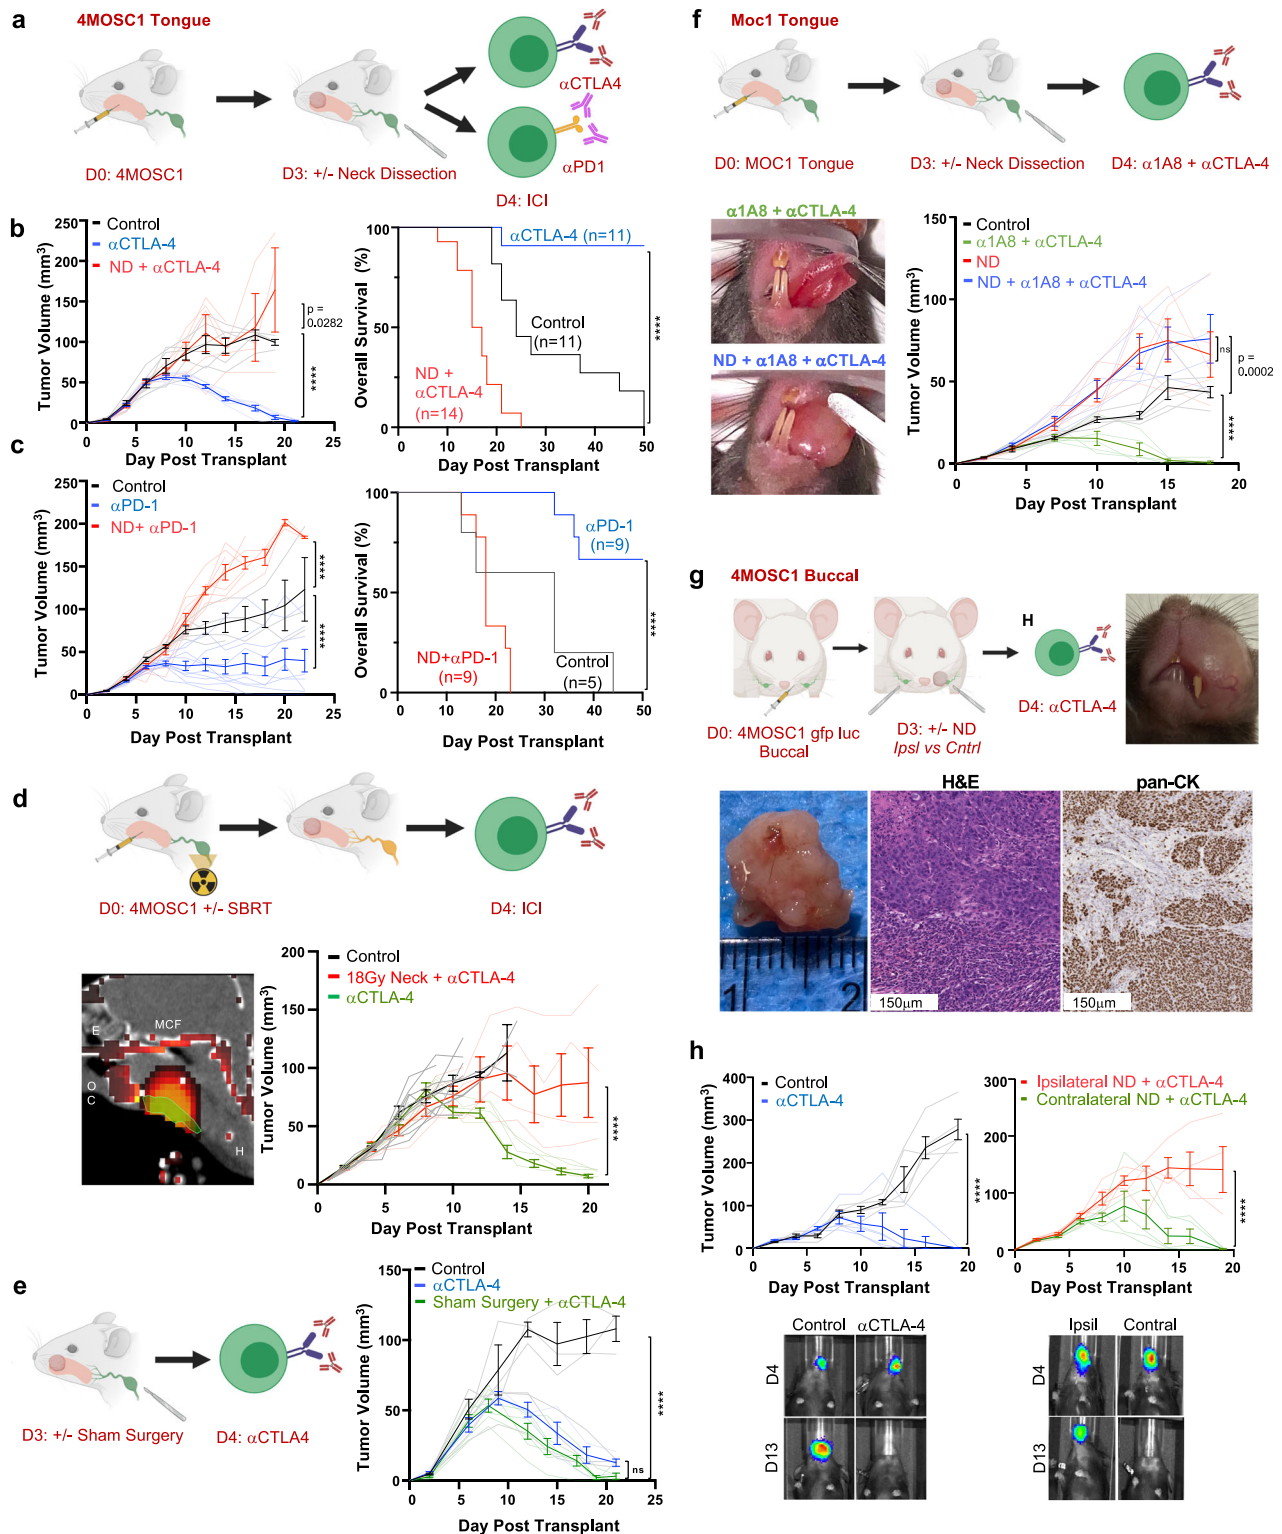 a
4MOSC1 Tongue
D0: 4MOSC1
D3: +/- Neck Dissection
αCTLA4
αPD1
D4: ICI
b
Tumor Volume (mm³)
250
200
150
100
50
0
Control
αCTLA-4
ND + αCTLA-4
p =
0.0282
****
0 5 10 15 20 25
Day Post Transplant
Overall Survival (%)
100
50
0
αCTLA-4 (n=11)
Control
(n=11)
ND +
αCTLA-4
(n=14)
****
0 10 20 30 40 50
Day Post Transplant
c
Tumor Volume (mm³)
250
200
150
100
50
0
Control
αPD-1
ND+ αPD-1
****
****
0 5 10 15 20 25
Day Post Transplant
Overall Survival (%)
100
50
0
αPD-1
(n=9)
ND+αPD-1
(n=9)
Control
(n=5)
****
0 10 20 30 40 50
Day Post Transplant
d
D0: 4MOSC1 +/- SBRT
D4: ICI
E
MCF
O
C
H
Tumor Volume (mm³)
200
150
100
50
0
Control
18Gy Neck + αCTLA-4
αCTLA-4
****
0 5 10 15 20
Day Post Transplant
e
D3: +/- Sham Surgery
D4: αCTLA4
Tumor Volume (mm³)
150
100
50
0
Control
αCTLA-4
Sham Surgery + αCTLA-4
ns
****
0 5 10 15 20 25
Day Post Transplant
f
Moc1 Tongue
D0: MOC1 Tongue
D3: +/- Neck Dissection
D4: α1A8 + αCTLA-4
α1A8 + αCTLA-4
ND + α1A8 + αCTLA-4
Tumor Volume (mm³)
150
100
50
0
Control
α1A8 + αCTLA-4
ND
ND + α1A8 + αCTLA-4
ns
p =
0.0002
****
0 5 10 15 20
Day Post Transplant
g
4MOSC1 Buccal
D0: 4MOSC1 gfp luc
Buccal
D3: +/- ND
Ipsl vs Cntrl
H
D4: αCTLA-4
1 2
H&E
150µm
pan-CK
150µm
h
Tumor Volume (mm³)
400
300
200
100
0
Control
αCTLA-4
****
0 5 10 15 20
Day Post Transplant
300
200
100
0
Ipsilateral ND + αCTLA-4
Contralateral ND + αCTLA-4
****
0 5 10 15 20
Day Post Transplant
Control αCTLA-4
D4
D13
Ipsil Contral
D4
D13